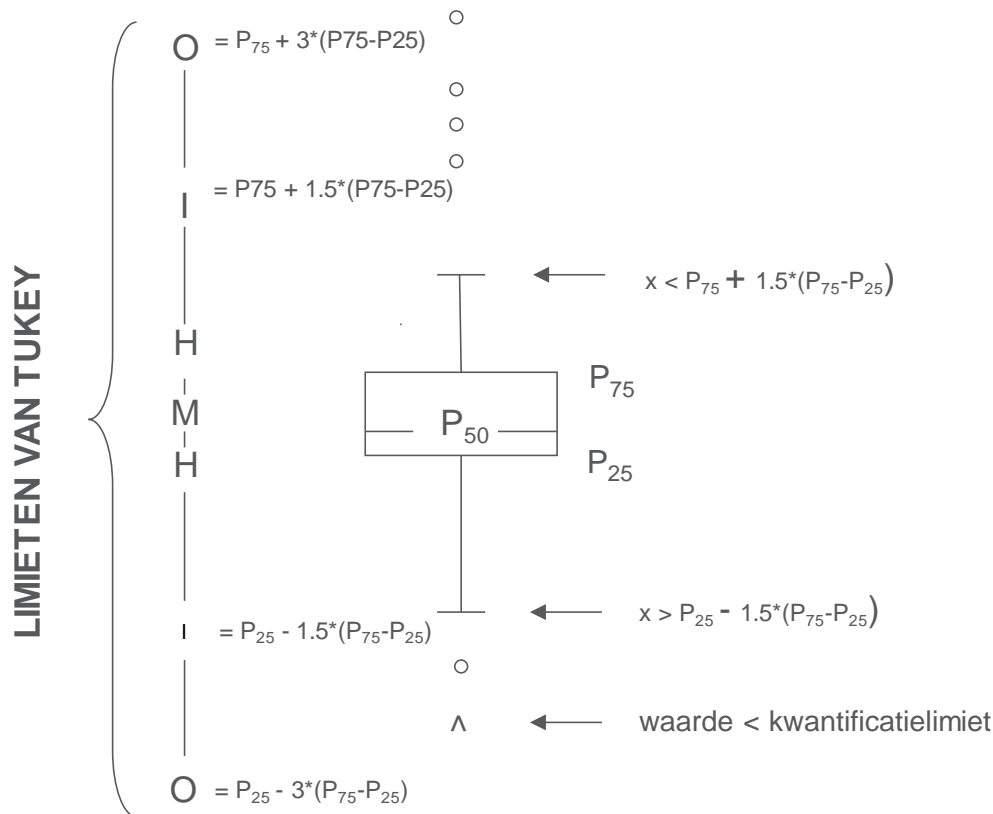 LIMIETEN VAN TUKEY
O = P75 + 3*(P75-P25)
I = P75 + 1.5*(P75-P25)
x < P75 + 1.5*(P75-P25)
H
P75
M
P50
H
P25
x > P25 - 1.5*(P75-P25)
I = P25 - 1.5*(P75-P25)
^
waarde < kwantificatielimiet
O = P25 - 3*(P75-P25)